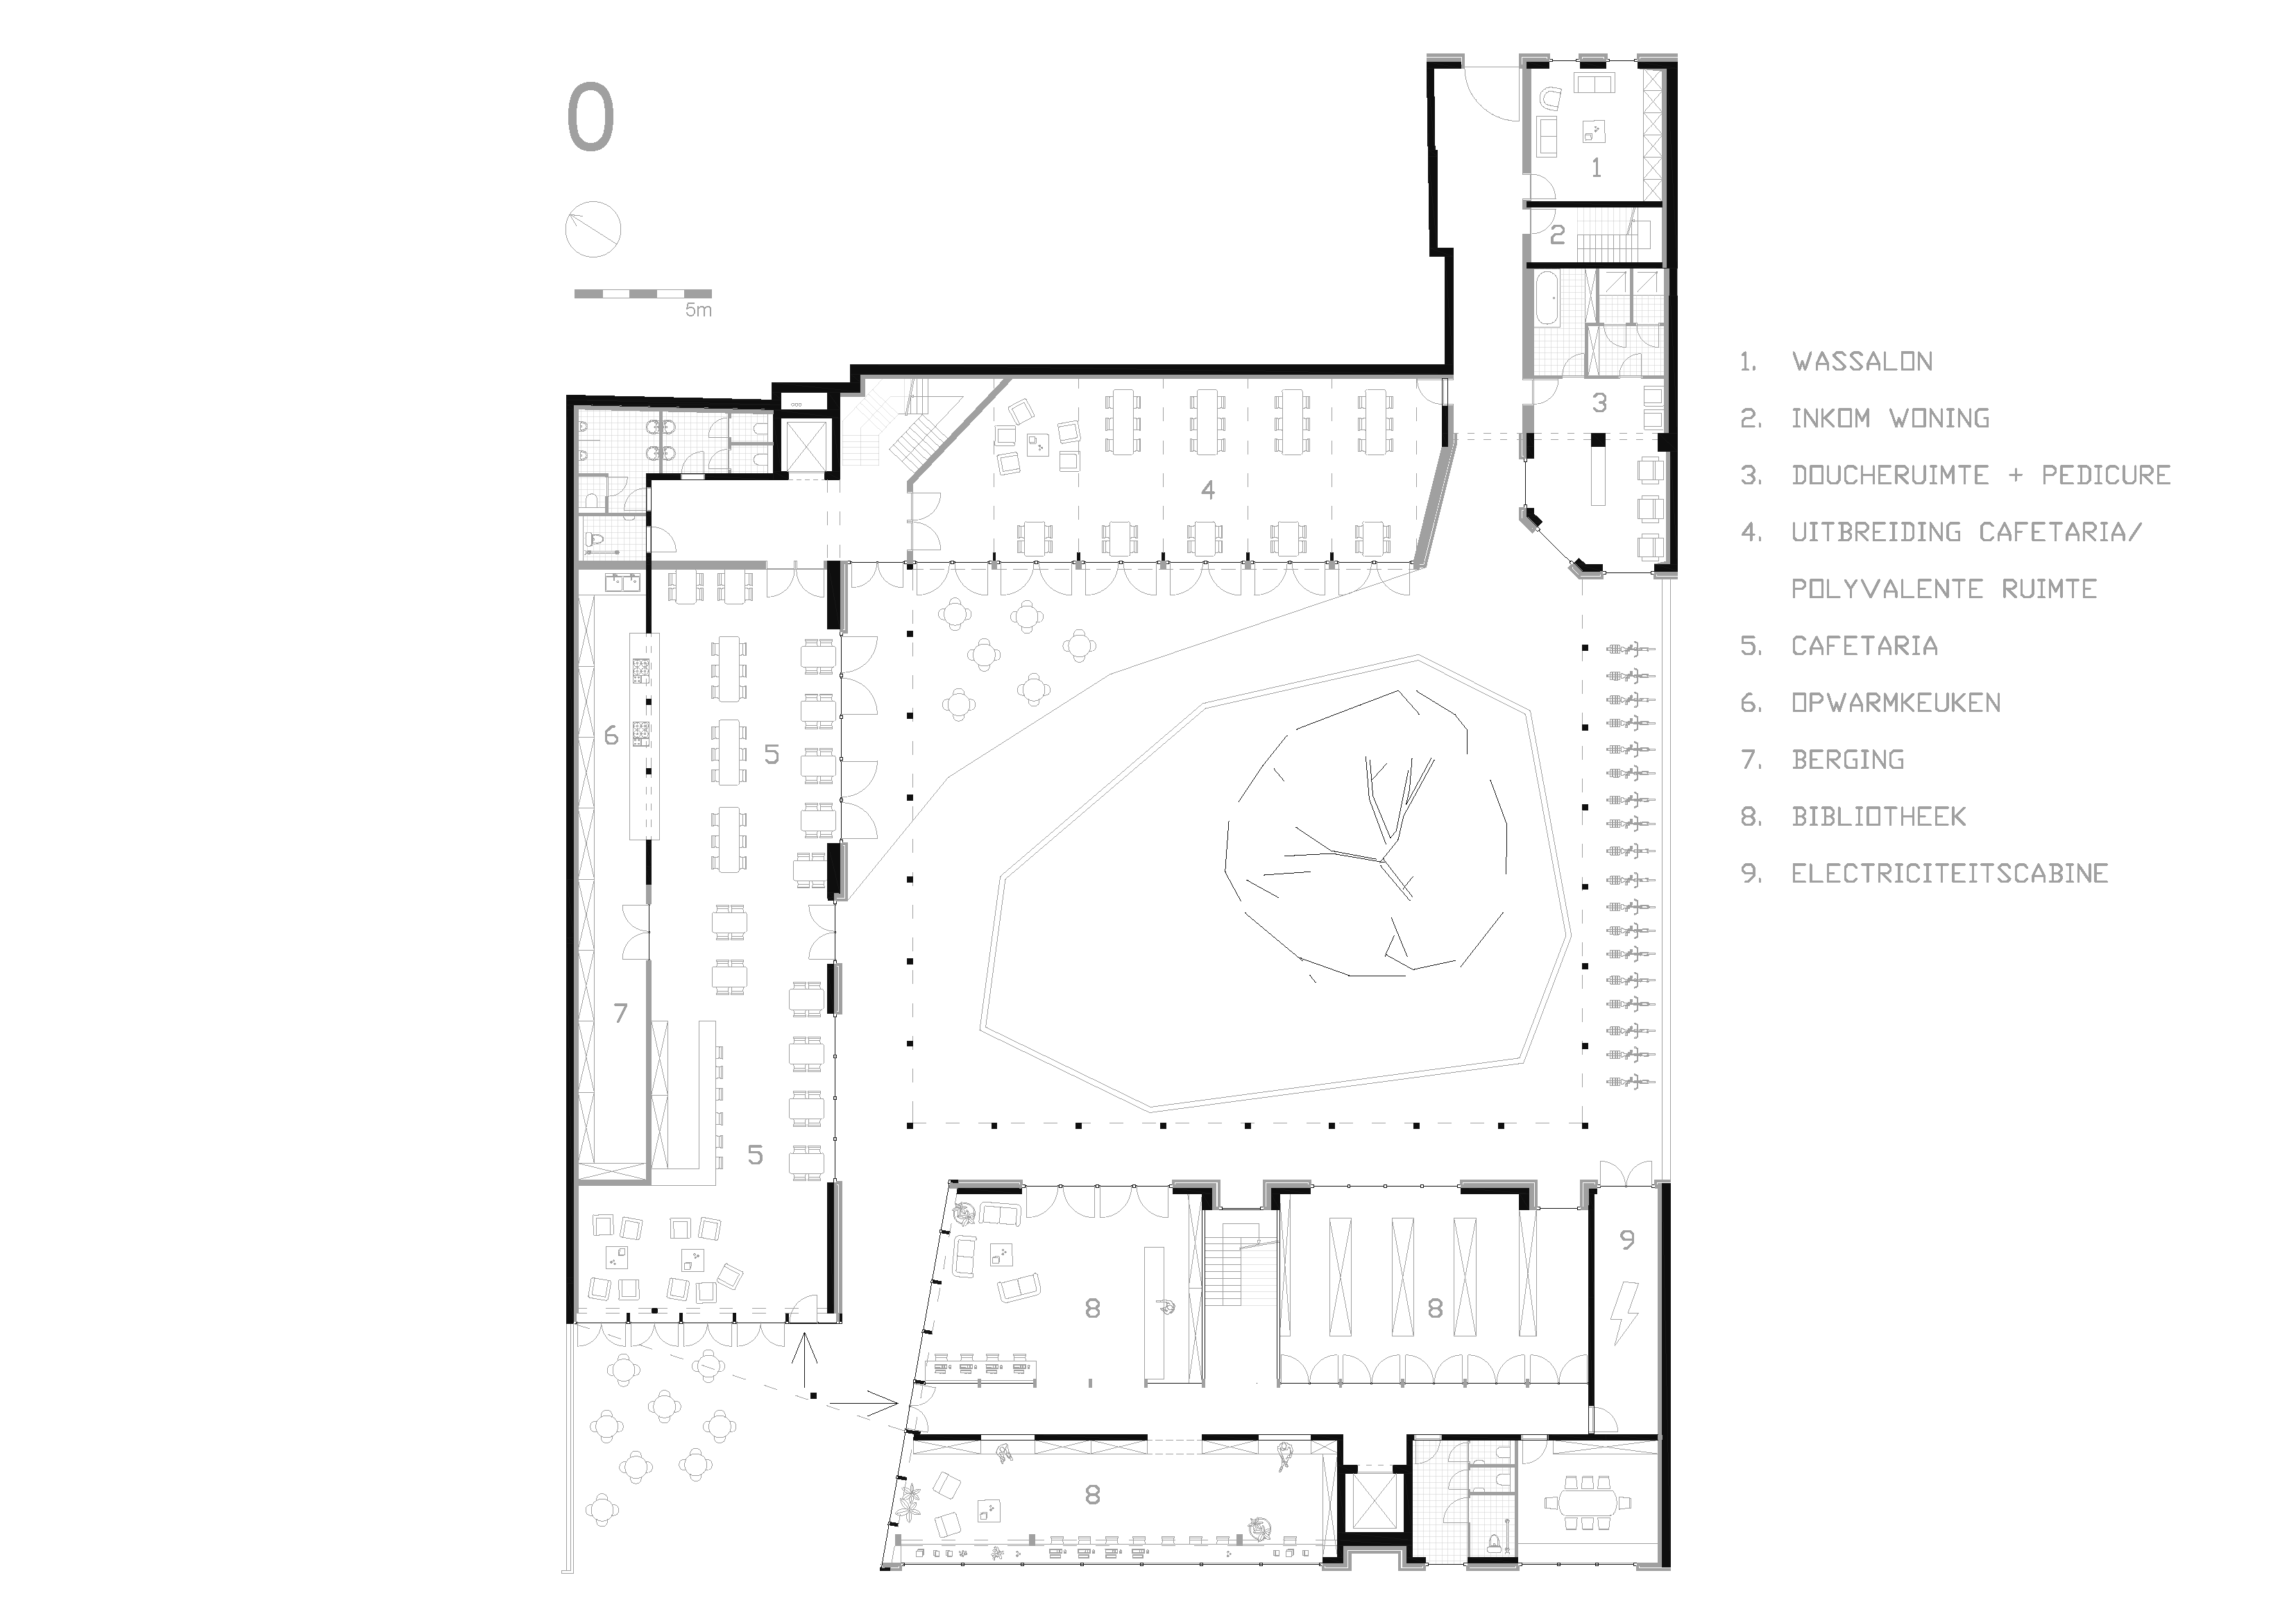 0
5m
1
2
3
4
5
6
7
5
8
8
9
8
1. WASSALON
2. INKOM WONING
3. DOUCHERUIMTE + PEDICURE
4. UITBREIDING CAFETARIA/
POLYVALENTE RUIMTE
5. CAFETARIA
6. OPWARMKEUKEN
7. BERGING
8. BIBLIOTHEEK
9. ELECTRICITEITSCABINE